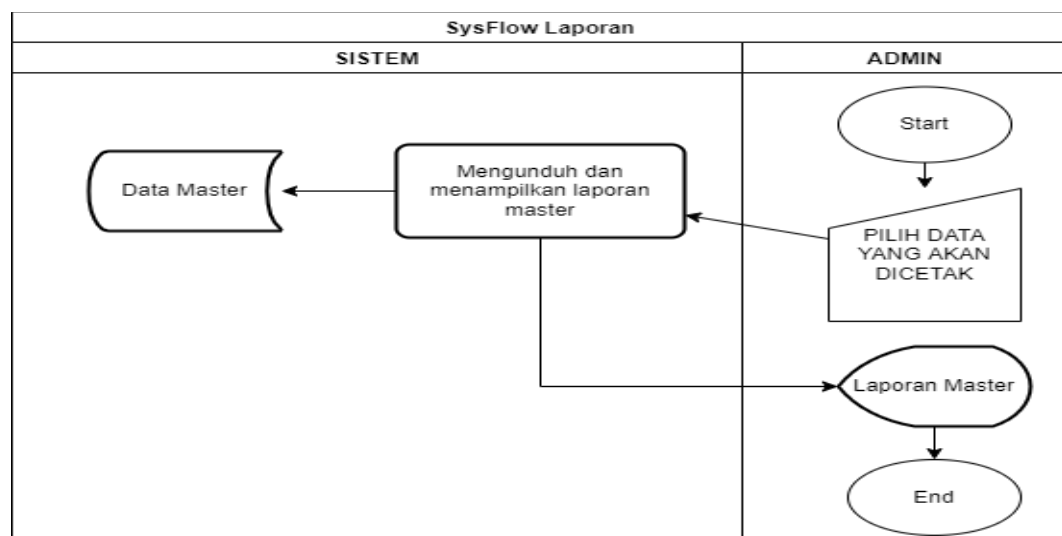 SysFlow Laporan
SISTEM
ADMIN
Start
Data Master
Mengunduh dan
menampilkan laporan
master
PILIH DATA
YANG AKAN
DICETAK
Laporan Master
End